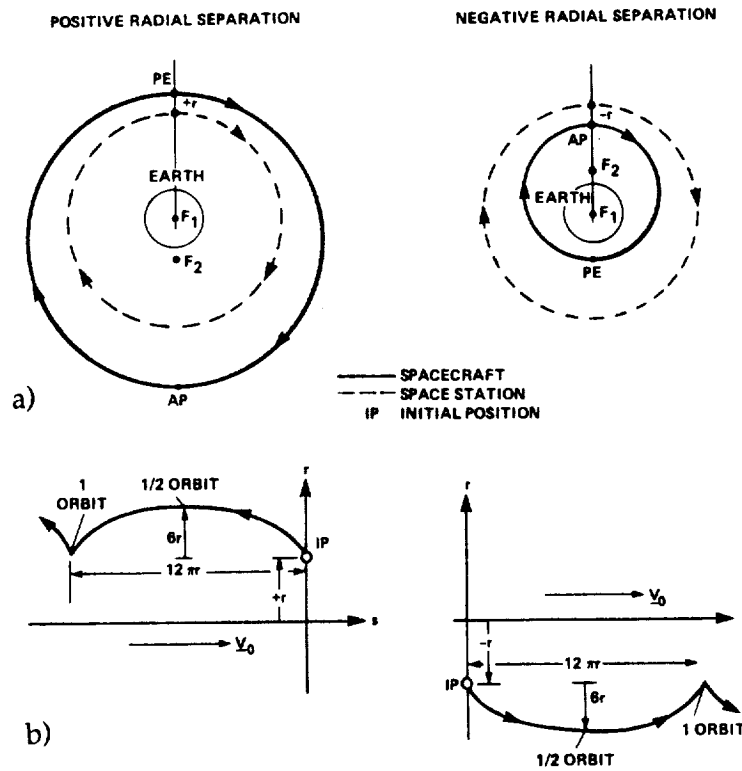 POSITIVE RADIAL SEPARATION
PE
+r
EARTH
F1
F2
AP
a)
NEGATIVE RADIAL SEPARATION
-r
AP
F2
EARTH
F1
PE
SPACECRAFT
SPACE STATION
IP INITIAL POSITION
1
ORBIT
1/2 ORBIT
r
6r
IP
12 πr
+r
s
V0
b)
r
V0
-r
12 πr
IP
6r
1 ORBIT
1/2 ORBIT